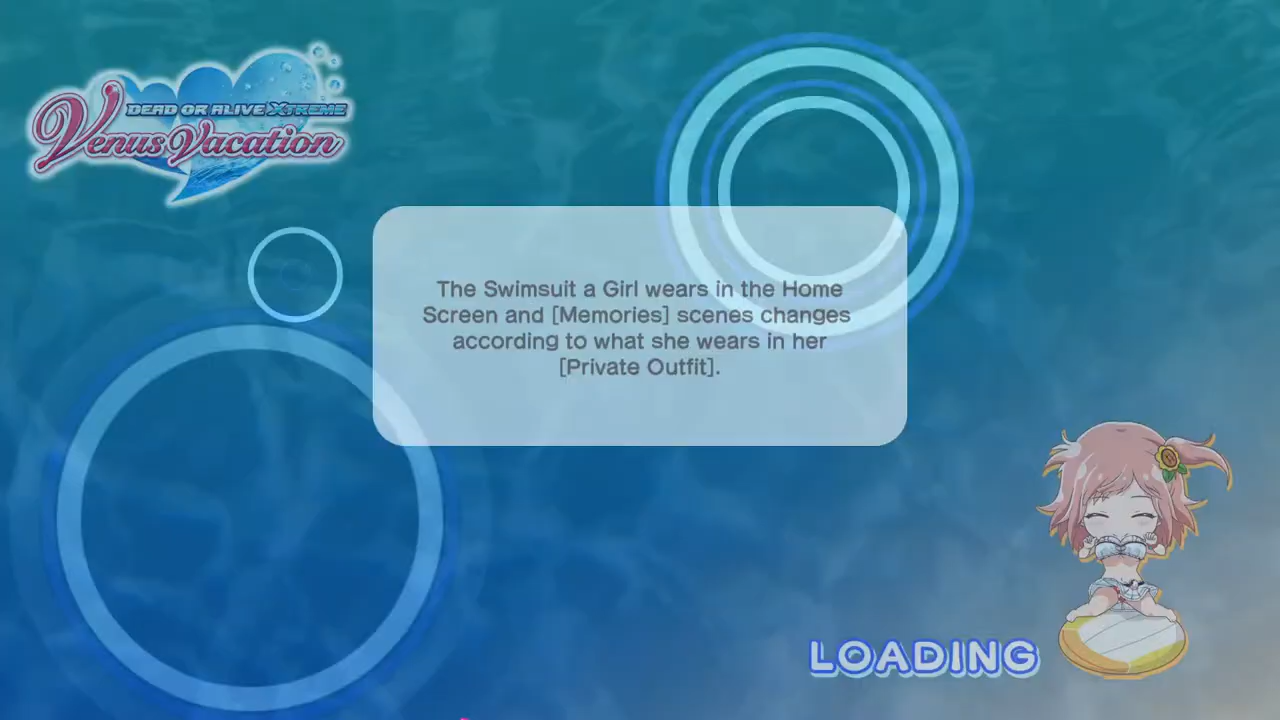 DEAD OR ALIVE XTREME
Venus Vacation
The Swimsuit a Girl wears in the Home
Screen and [Memories] scenes changes
according to what she wears in her
[Private Outfit].
LOADING